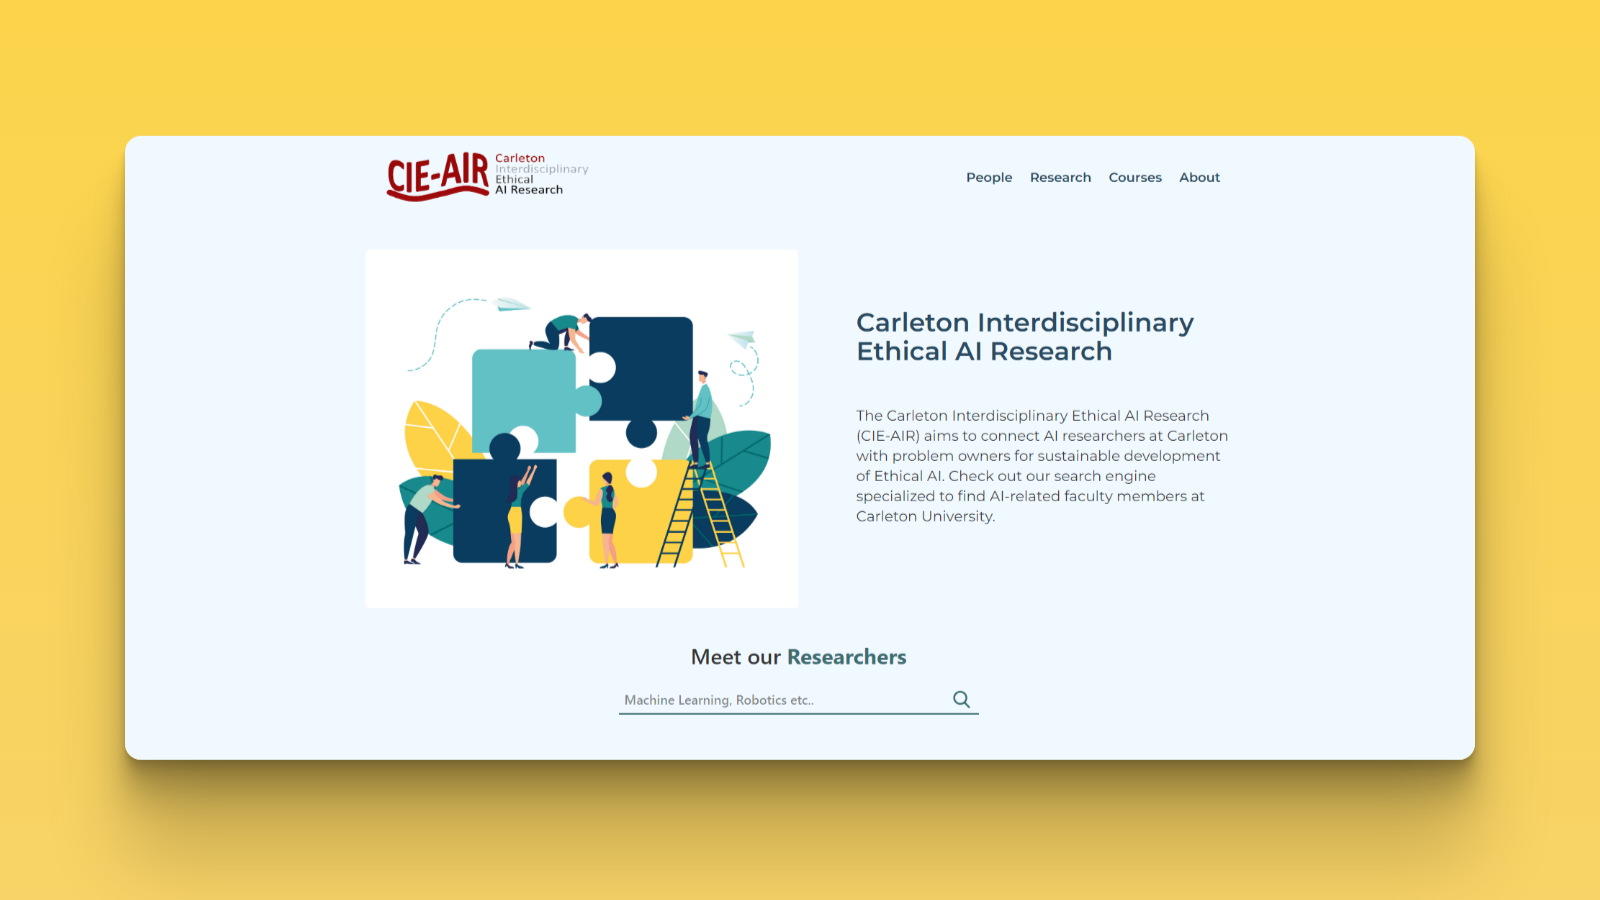 CIE-AIR
Carleton
Interdisciplinary
Ethical
AI Research
People
Research
Courses
About
Carleton Interdisciplinary
Ethical AI Research
The Carleton Interdisciplinary Ethical AI Research
(CIE-AIR) aims to connect AI researchers at Carleton
with problem owners for sustainable development
of Ethical AI. Check out our search engine
specialized to find AI-related faculty members at
Carleton University.
Meet our Researchers
Machine Learning, Robotics etc..